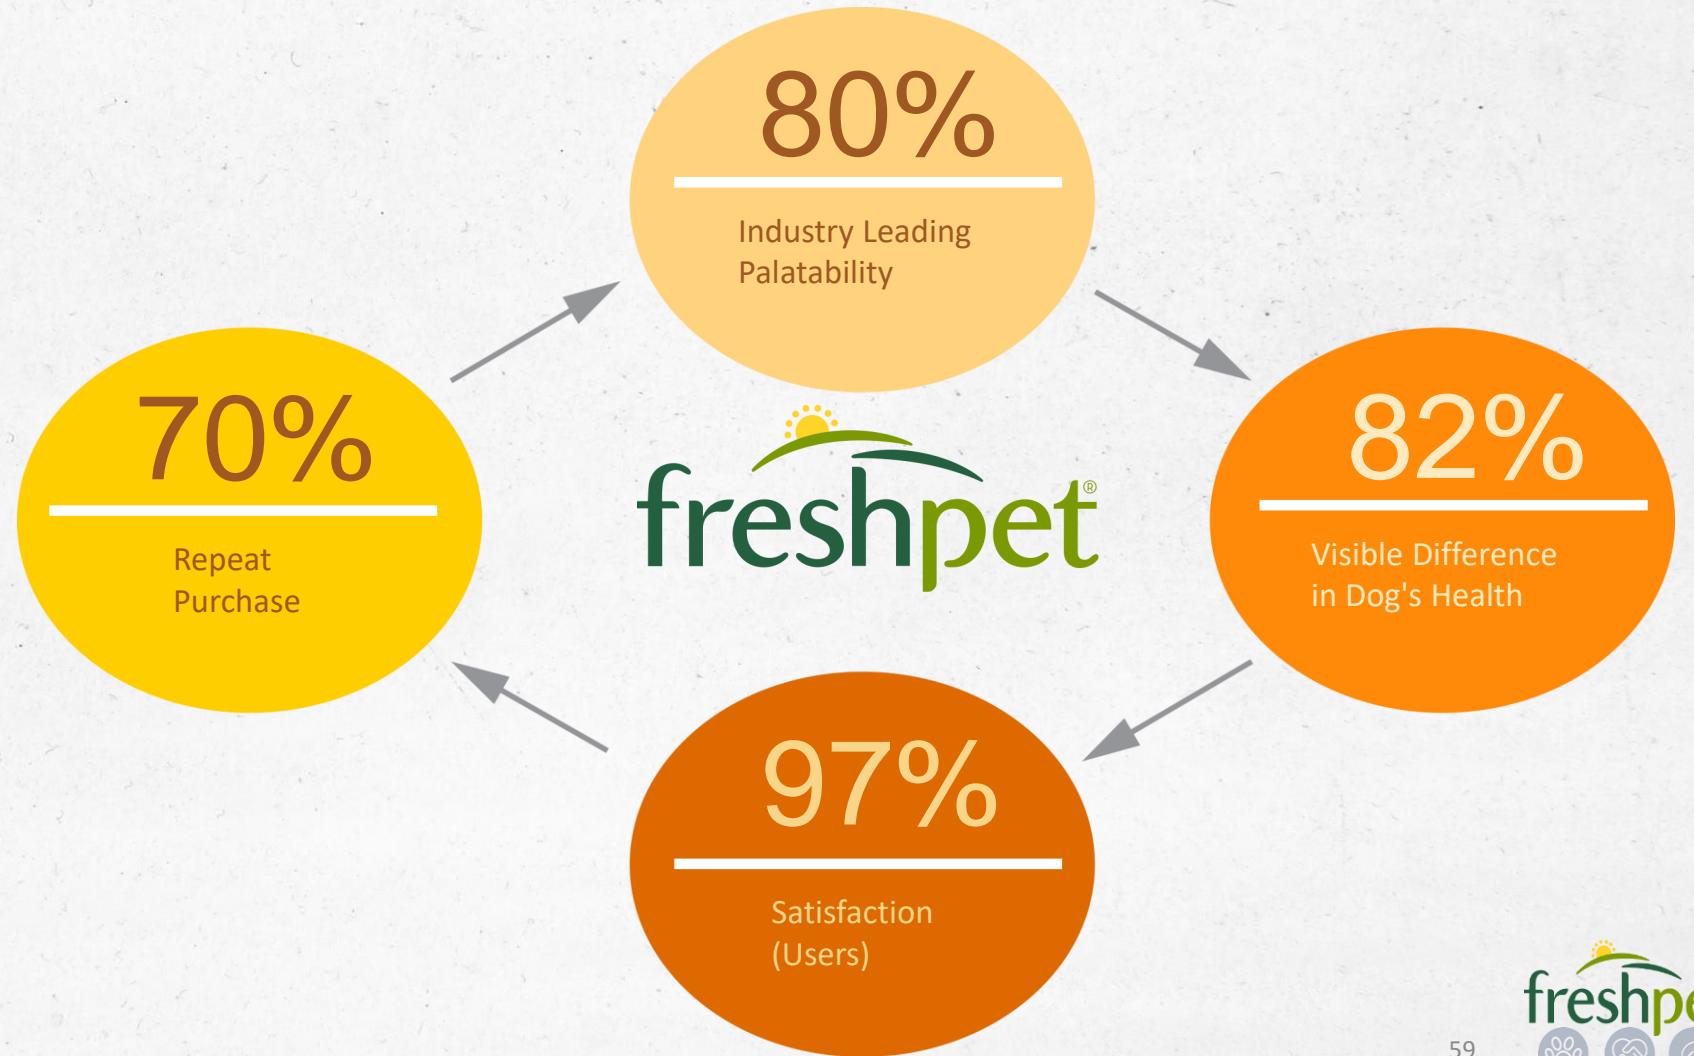 80%
Industry Leading
Palatability
70%
Repeat
Purchase
82%
Visible Difference
in Dog's Health
freshpet®
97%
Satisfaction
(Users)
freshpe
59